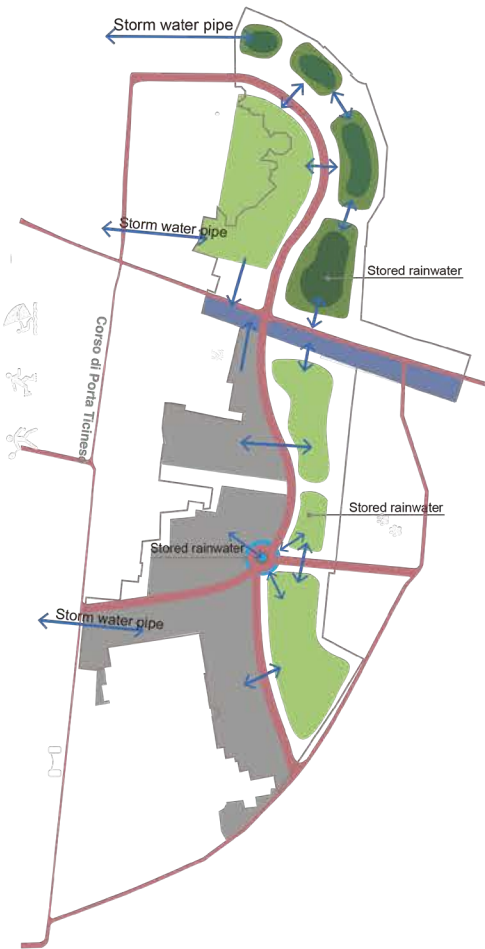 Storm water pipe
Storm water pipe
Stored rainwater
Corso di Porta Ticinese
Stored rainwater
Stored rainwater
Storm water pipe